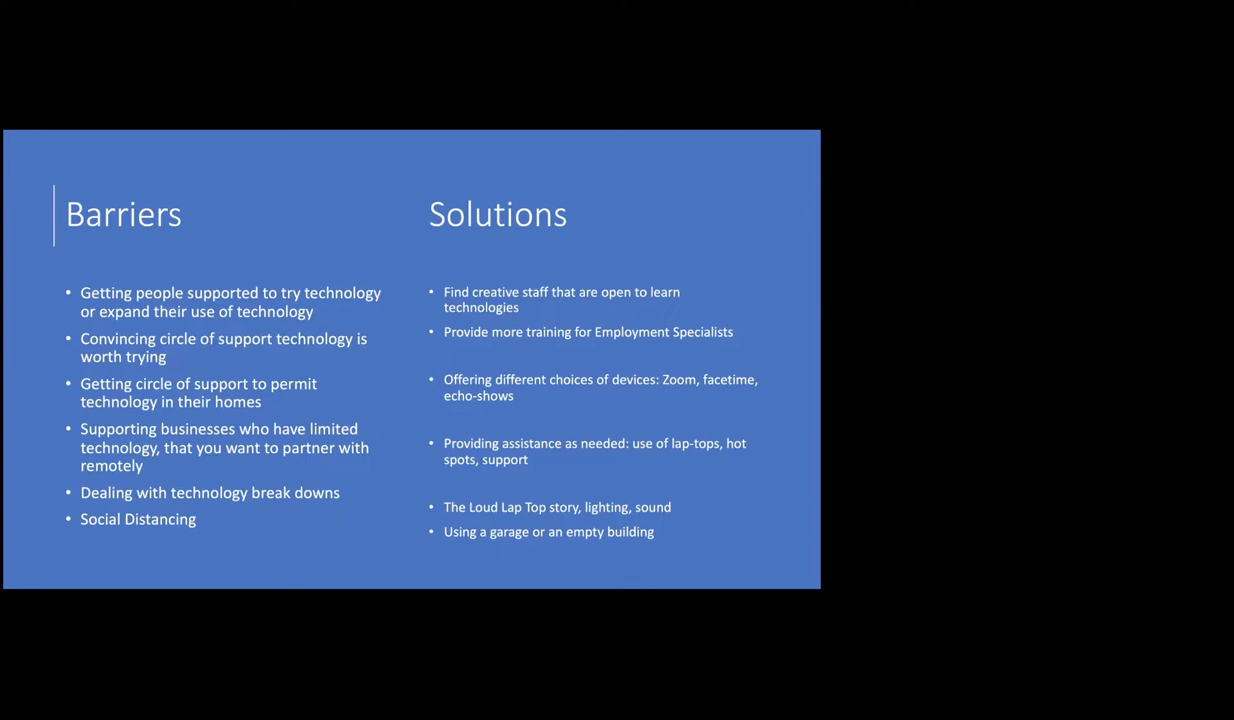 Barriers
• Getting people supported to try technology
or expand their use of technology
• Convincing circle of support technology is
worth trying
• Getting circle of support to permit
technology in their homes
• Supporting businesses who have limited
technology, that you want to partner with
remotely
• Dealing with technology break downs
• Social Distancing
Solutions
• Find creative staff that are open to learn
technologies
• Provide more training for Employment Specialists
• Offering different choices of devices: Zoom, facetime,
echo-shows
• Providing assistance as needed: use of lap-tops, hot
spots, support
• The Loud Lap Top story, lighting, sound
• Using a garage or an empty building